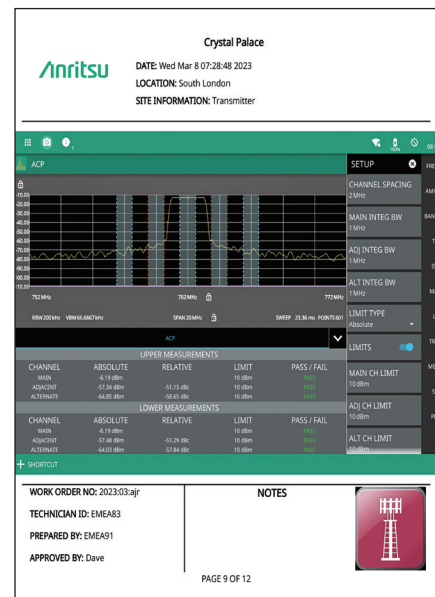 Crystal Palace
Anritsu
DATE: Wed Mar 8 07:28:48 2023
LOCATION: South London
SITE INFORMATION: Transmitter
ACP
SETUP
CHANNEL SPACING
2 MHz
MAIN INTEG BW
1 MHz
ADJ INTEG BW
1 MHz
ALT INTEG BW
1 MHz
LIMIT TYPE
Absolute
LIMITS
MAIN CH LIMIT
10 dBm
ADJ CH LIMIT
10 dBm
ALT CH LIMIT
10 dBm
-10.00
-20.00
-30.00
-40.00
-50.00
-60.00
-70.00
-80.00
-90.00
-100.00
-110.00
752 MHz 762 MHz 772 MHz
RBW 200 kHz VBW 66.6667 kHz SPAN 20 MHz SWEEP 23.36 ms POINTS 601
ACP
UPPER MEASUREMENTS
CHANNEL ABSOLUTE RELATIVE LIMIT PASS / FAIL
MAIN -6.19 dBm 10 dBm PASS
ADJACENT -57.34 dBm -51.15 dBc 10 dBm PASS
ALTERNATE -64.85 dBm -58.65 dBc 10 dBm PASS
LOWER MEASUREMENTS
CHANNEL ABSOLUTE RELATIVE LIMIT PASS / FAIL
MAIN -6.19 dBm 10 dBm PASS
ADJACENT -57.48 dBm -51.29 dBc 10 dBm PASS
ALTERNATE -64.03 dBm -57.84 dBc 10 dBm PASS
SHORTCUT
WORK ORDER NO: 2023:03:ajr
TECHNICIAN ID: EMEA83
PREPARED BY: EMEA91
APPROVED BY: Dave
NOTES
PAGE 9 OF 12